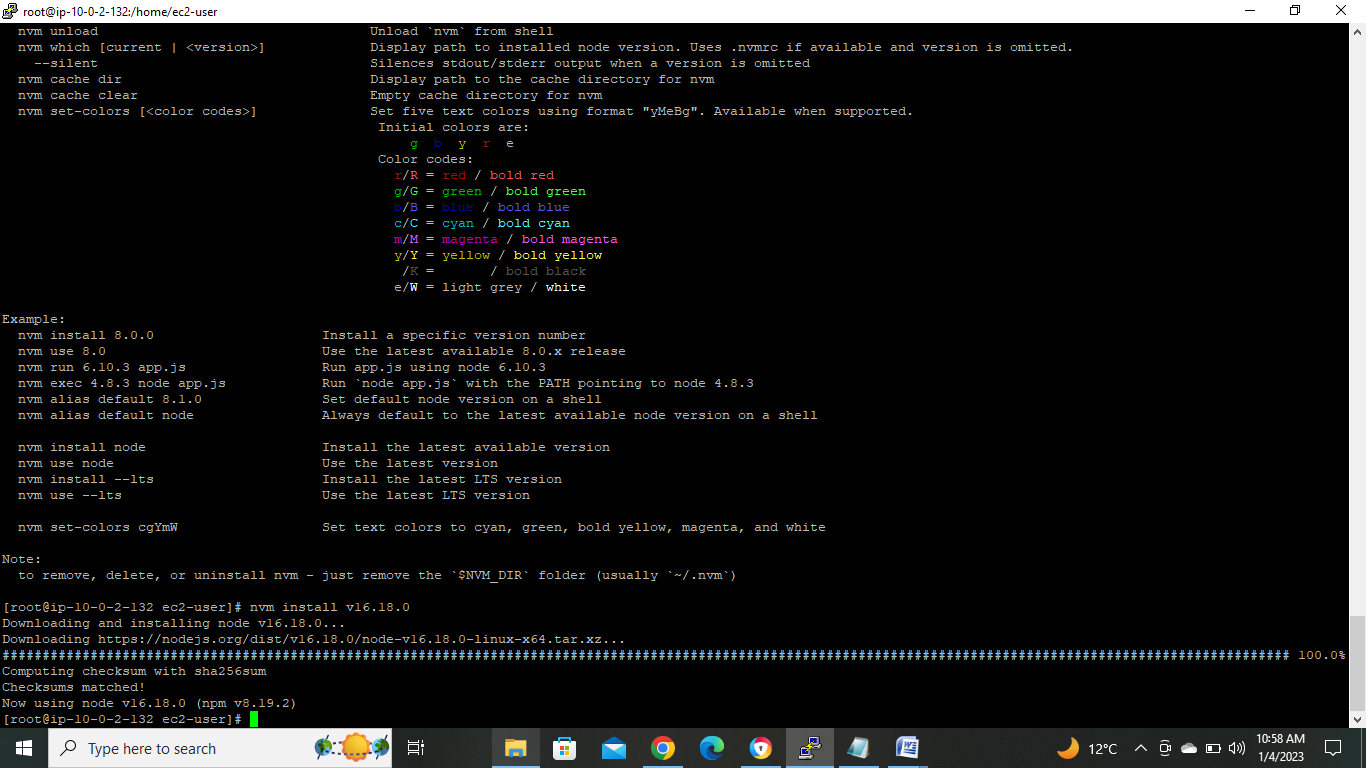 root@ip-10-0-2-132:/home/ec2-user
nvm unload Unload `nvm` from shell
nvm which [current | <version>] Display path to installed node version. Uses .nvmrc if available and version is omitted.
--silent Silences stdout/stderr output when a version is omitted
nvm cache dir Display path to the cache directory for nvm
nvm cache clear Empty cache directory for nvm
nvm set-colors [<color codes>] Set five text colors using format "yMeBg". Available when supported.
Initial colors are:
g b y r e
Color codes:
r/R = red / bold red
g/G = green / bold green
b/B = blue / bold blue
c/C = cyan / bold cyan
m/M = magenta / bold magenta
y/Y = yellow / bold yellow
/K = / bold black
e/W = light grey / white
Example:
nvm install 8.0.0 Install a specific version number
nvm use 8.0 Use the latest available 8.0.x release
nvm run 6.10.3 app.js Run app.js using node 6.10.3
nvm exec 4.8.3 node app.js Run `node app.js` with the PATH pointing to node 4.8.3
nvm alias default 8.1.0 Set default node version on a shell
nvm alias default node Always default to the latest available node version on a shell
nvm install node Install the latest available version
nvm use node Use the latest version
nvm install --lts Install the latest LTS version
nvm use --lts Use the latest LTS version
nvm set-colors cgYmW Set text colors to cyan, green, bold yellow, magenta, and white
Note:
to remove, delete, or uninstall nvm - just remove the `$NVM_DIR` folder (usually `~/.nvm`)
[root@ip-10-0-2-132 ec2-user]# nvm install v16.18.0
Downloading and installing node v16.18.0...
Downloading https://nodejs.org/dist/v16.18.0/node-v16.18.0-linux-x64.tar.xz...
################################################################################################################################################################# 100.0%
Computing checksum with sha256sum
Checksums matched!
Now using node v16.18.0 (npm v8.19.2)
[root@ip-10-0-2-132 ec2-user]#
Type here to search
12°C
10:58 AM
1/4/2023